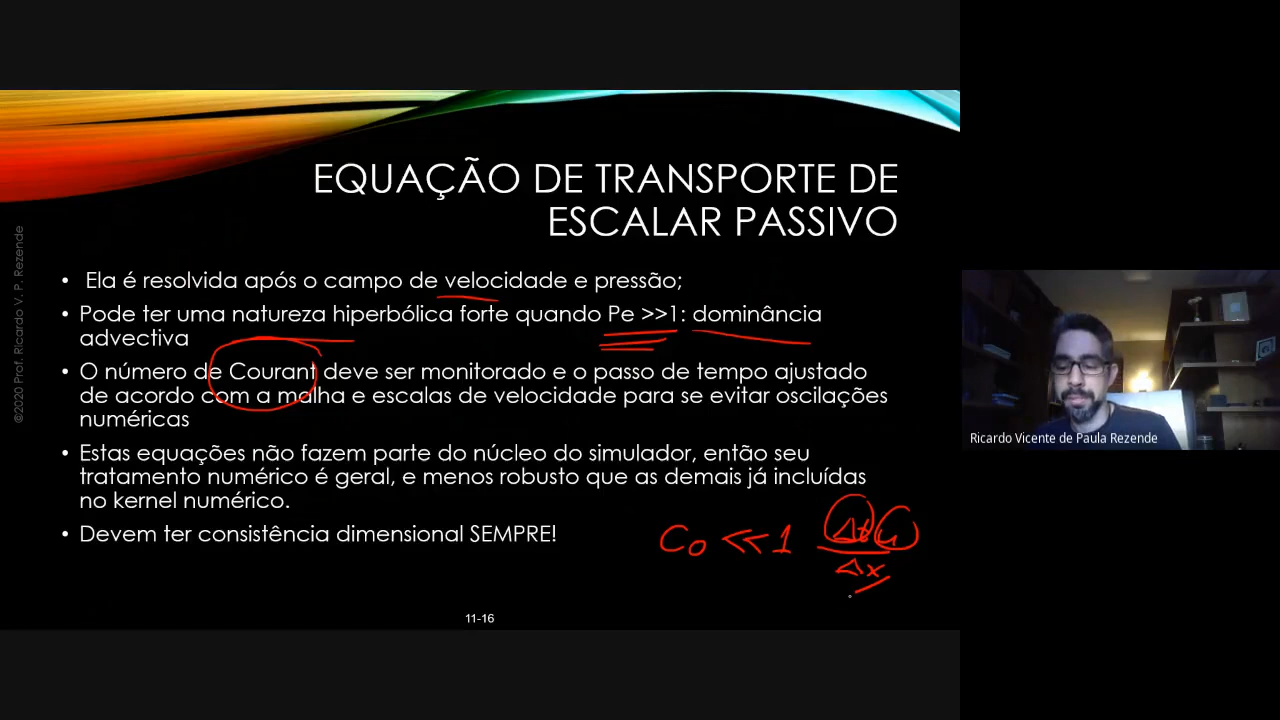 EQUAÇÃO DE TRANSPORTE DE
ESCALAR PASSIVO
• Ela é resolvida após o campo de velocidade e pressão;
• Pode ter uma natureza hiperbólica forte quando Pe >>1: dominância
advectiva
• O número de Courant deve ser monitorado e o passo de tempo ajustado
de acordo com a malha e escalas de velocidade para se evitar oscilações
numéricas
• Estas equações não fazem parte do núcleo do simulador, então seu
tratamento numérico é geral, e menos robusto que as demais já incluídas
no kernel numérico.
• Devem ter consistência dimensional SEMPRE!
Co <<1
Δt
Δx
11-16
©2020 Prof. Ricardo V. P. Rezende
Ricardo Vicente de Paula Rezende